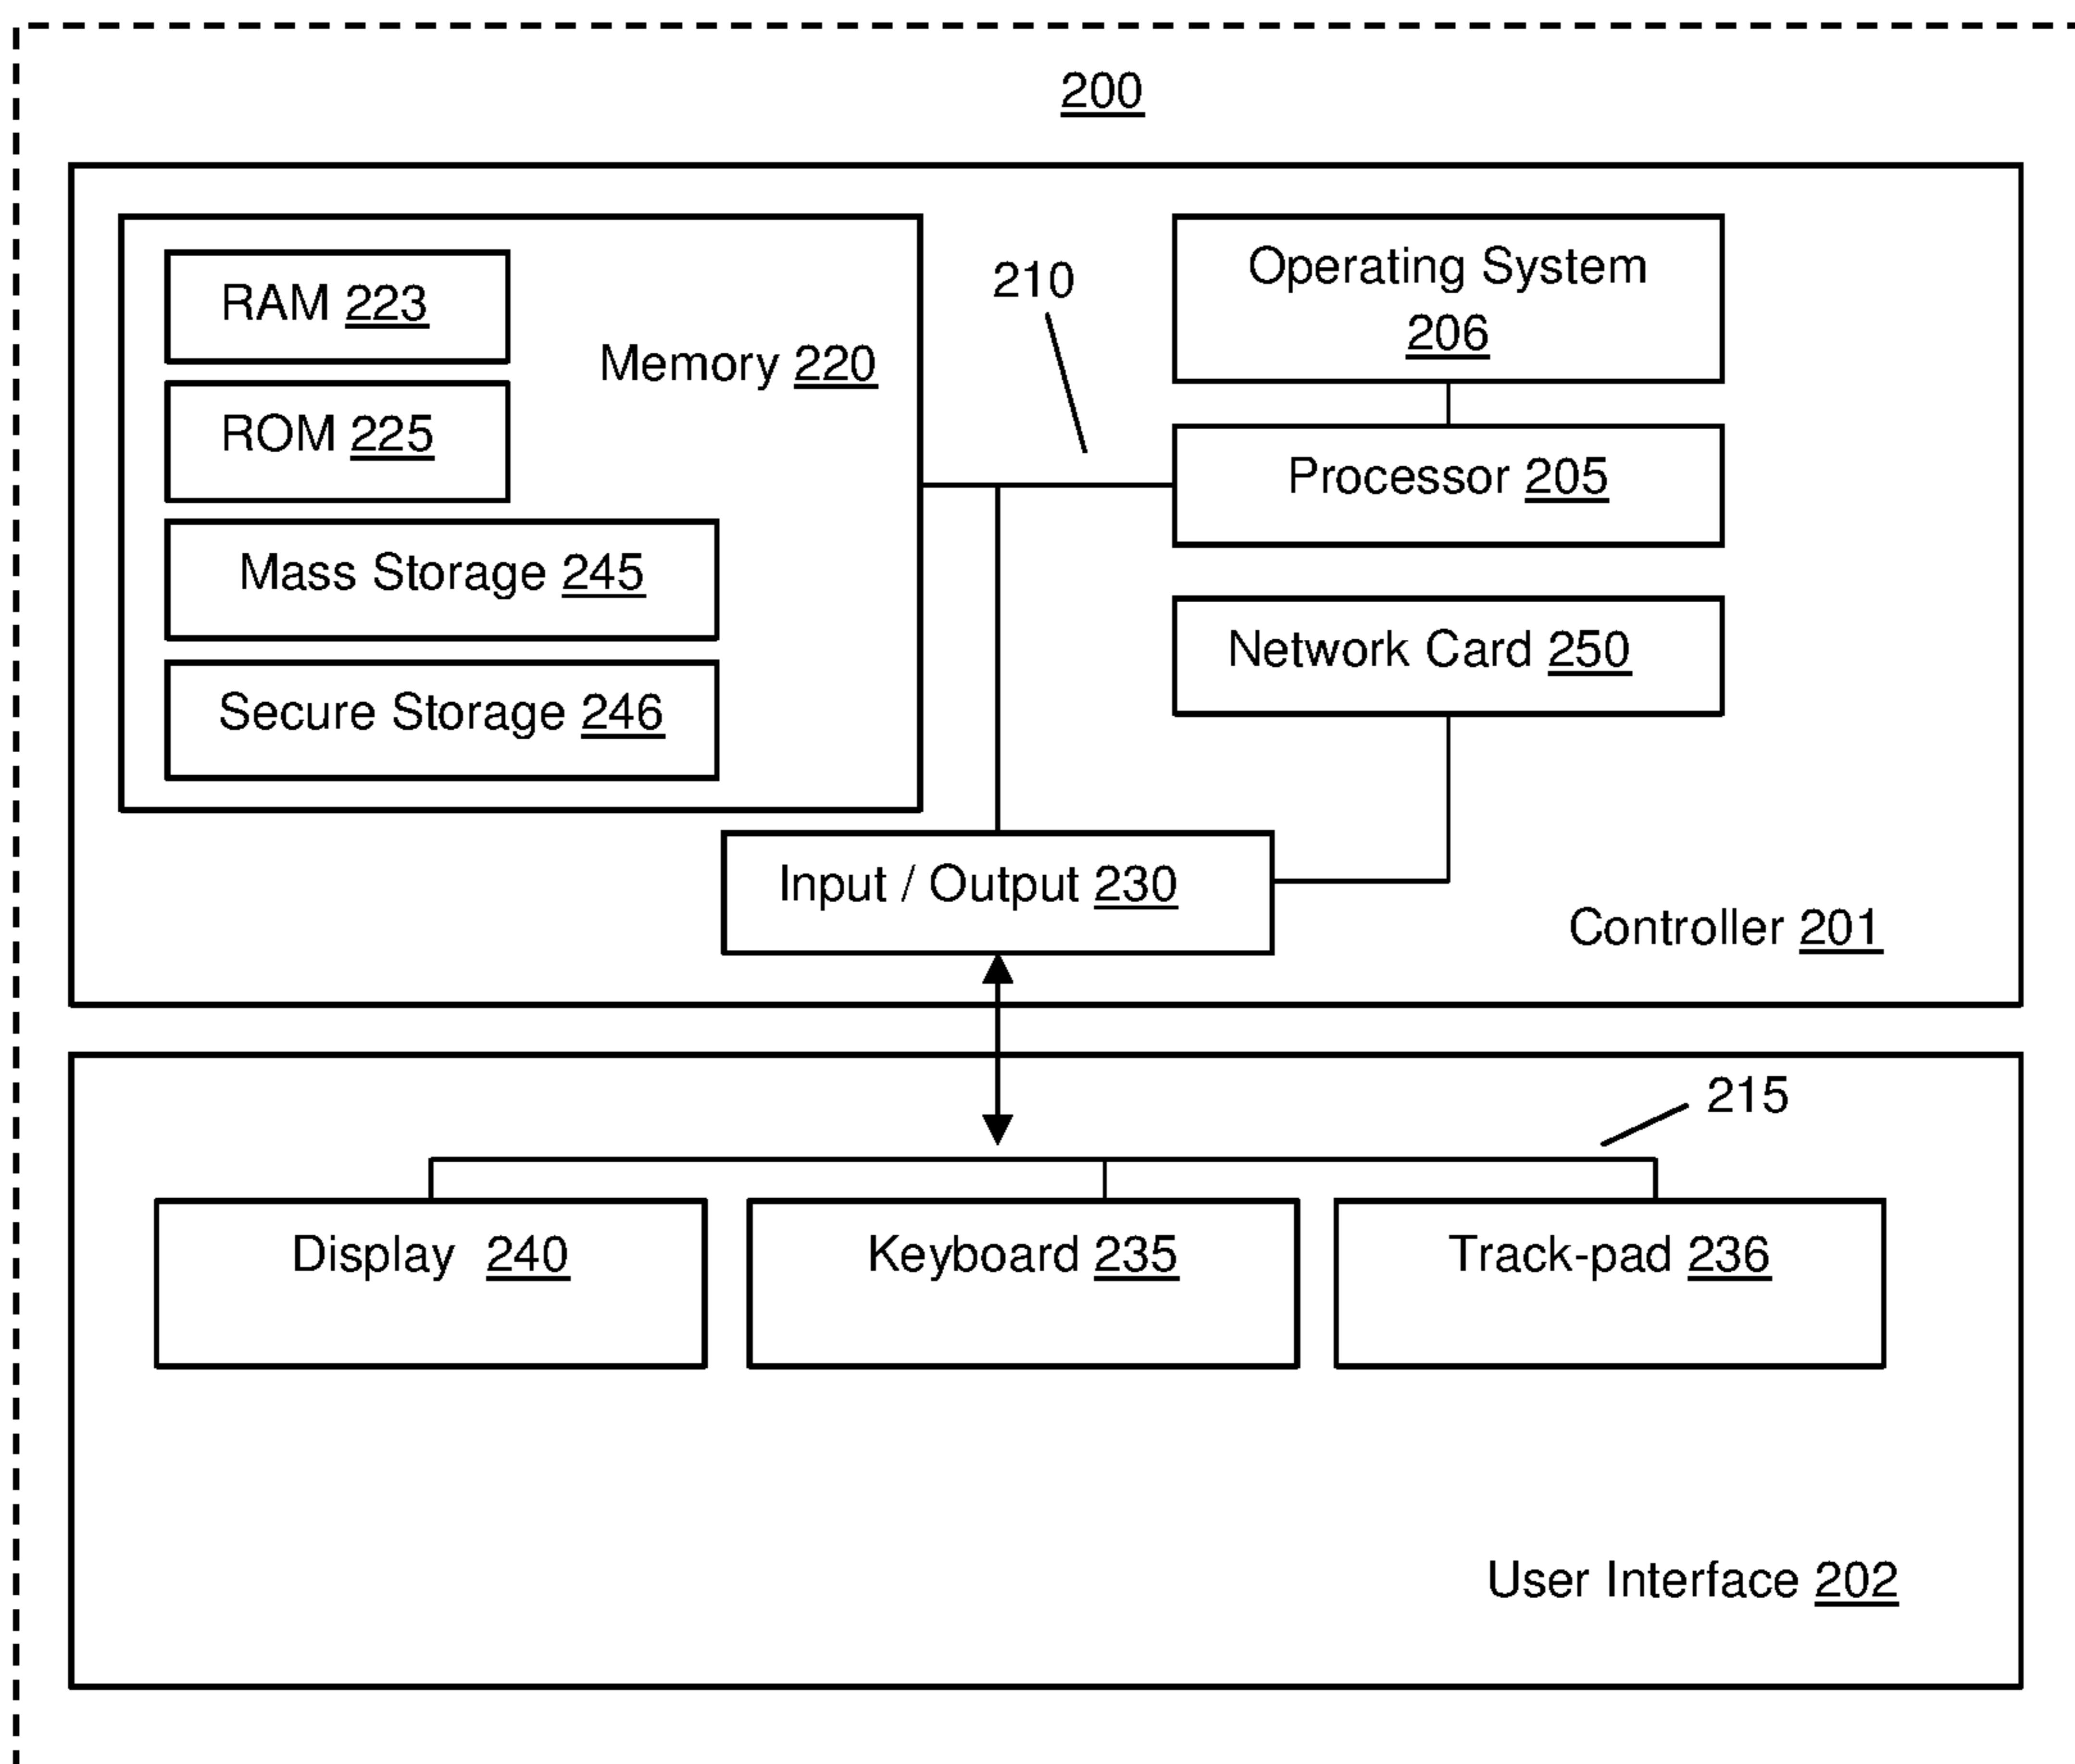 200
RAM 223
ROM 225
Memory 220
Mass Storage 245
Secure Storage 246
210
Operating System
206
Processor 205
Network Card 250
Input / Output 230
Controller 201
215
Display 240
Keyboard 235
Track-pad 236
User Interface 202